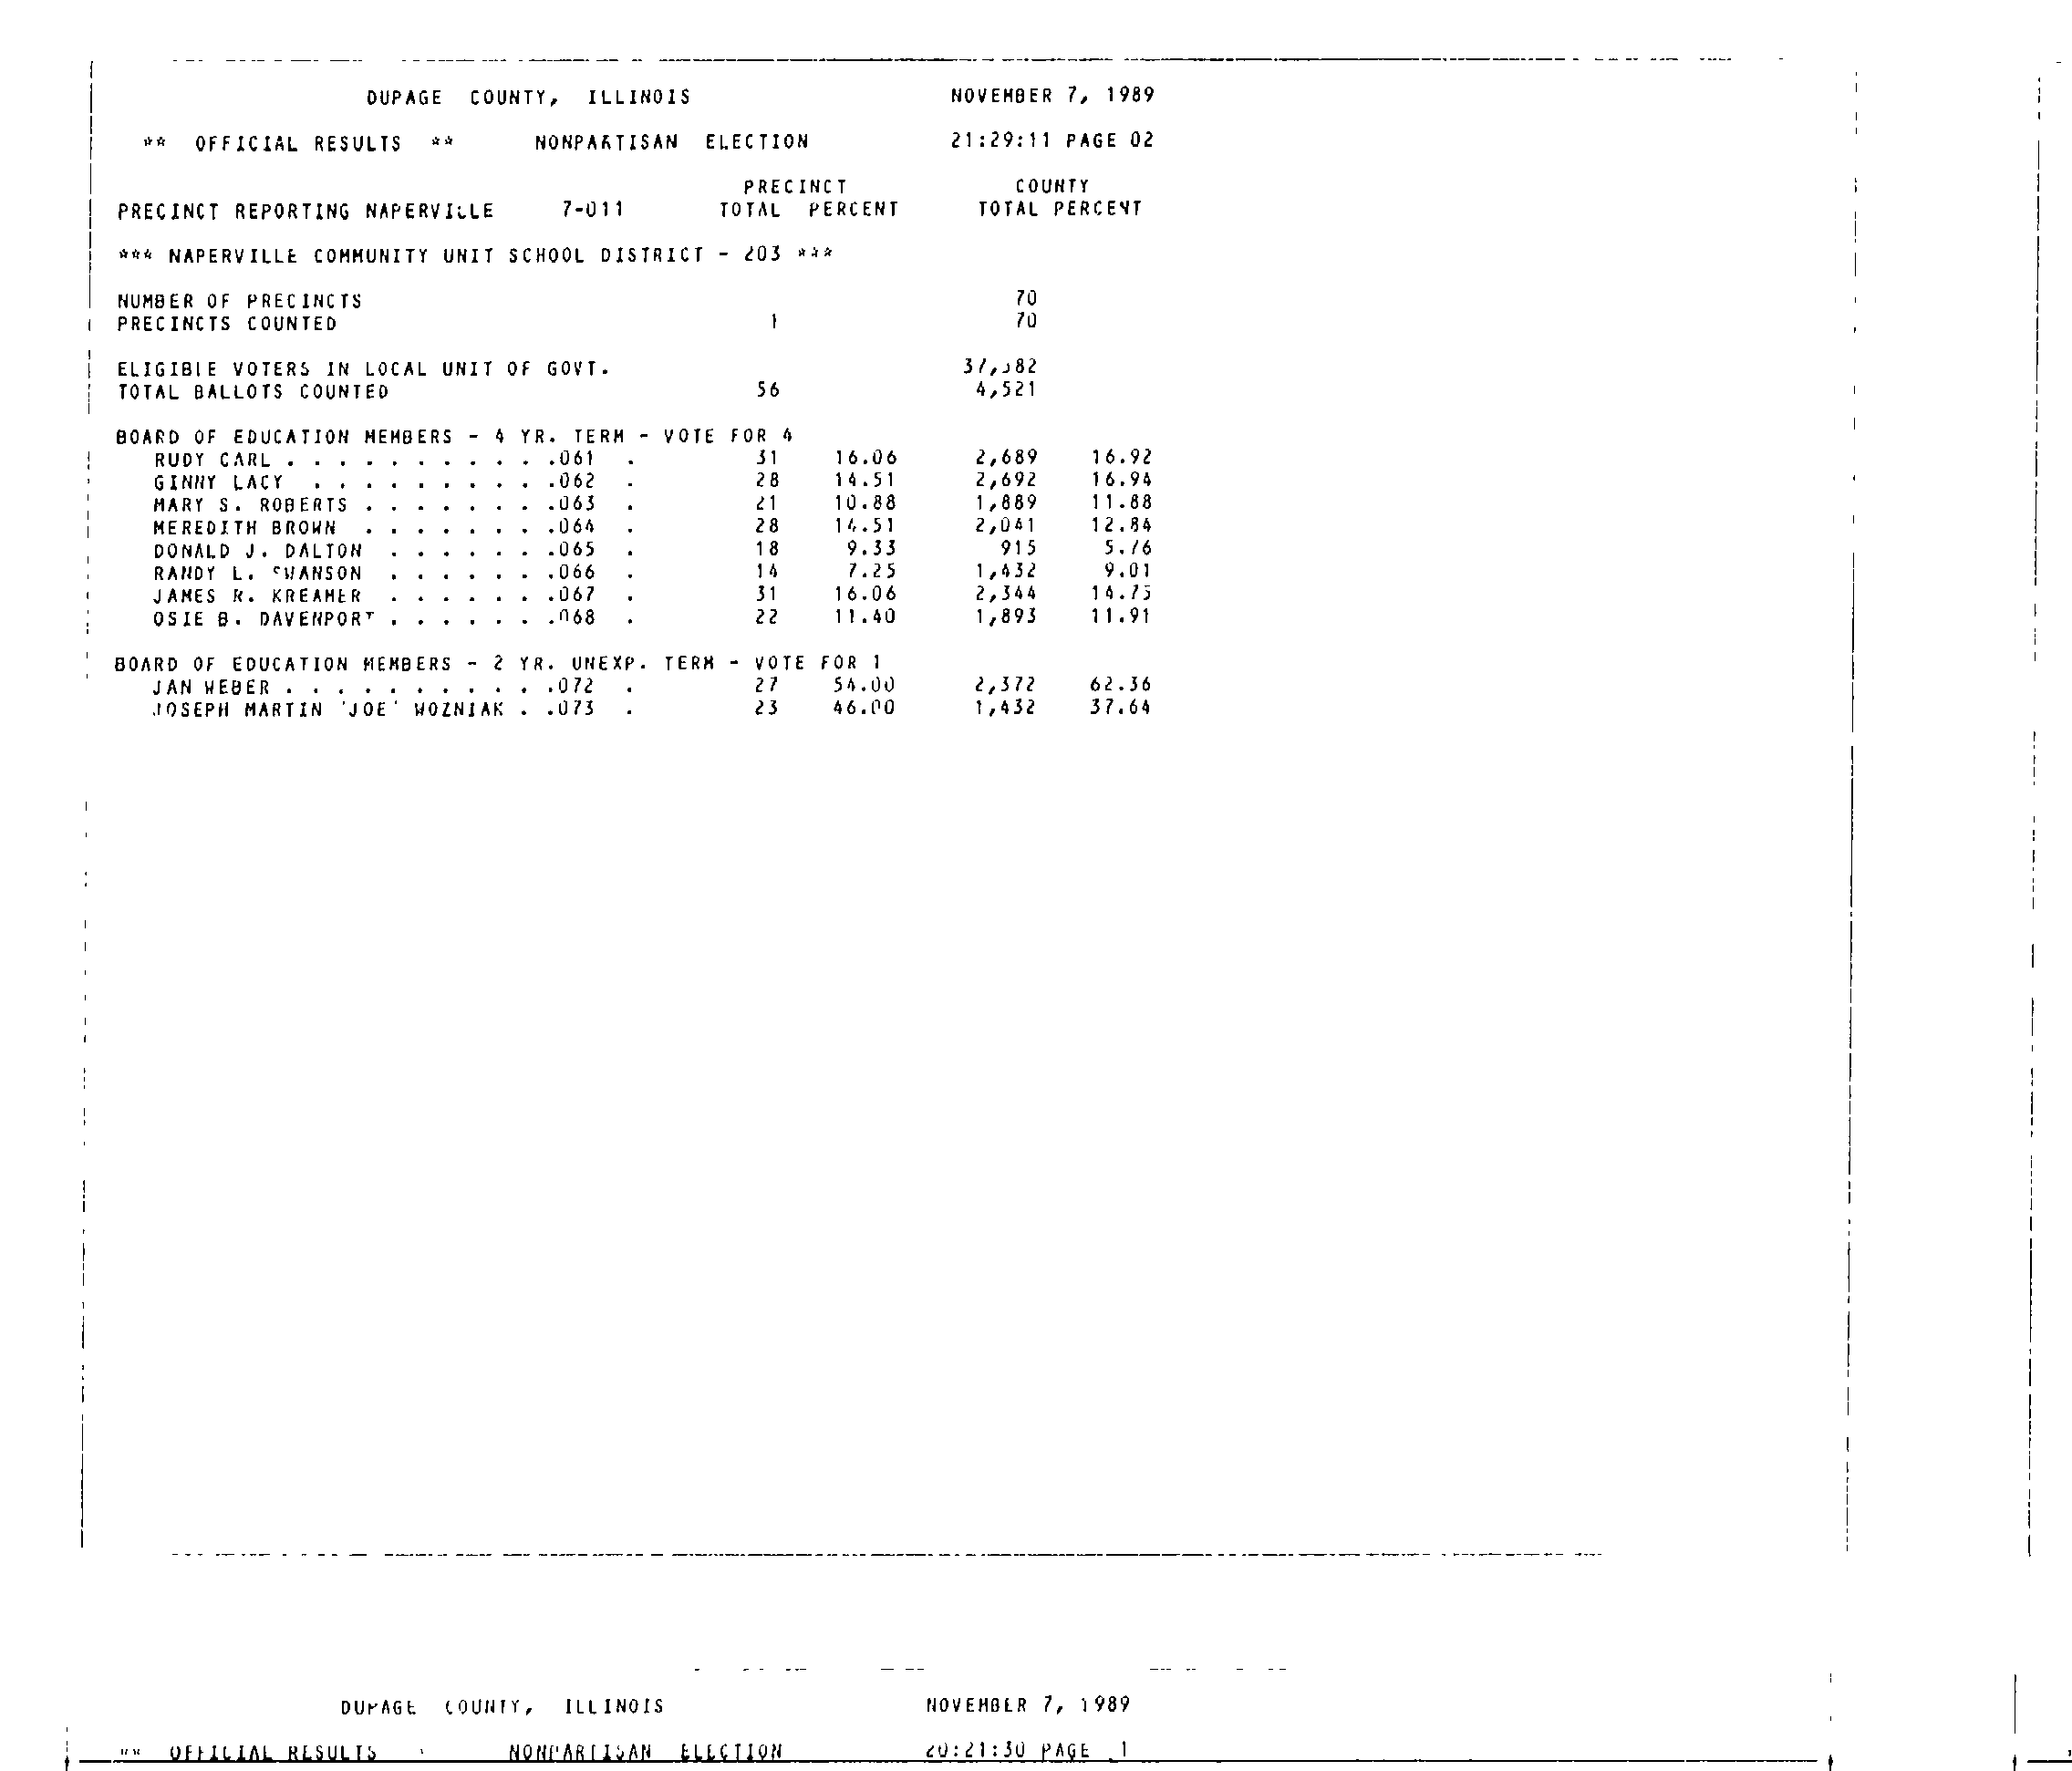 DUPAGE COUNTY, ILLINOIS NOVEMBER 7, 1989
** OFFICIAL RESULTS ** NONPARTISAN ELECTION 21:29:11 PAGE 02
PRECINCT COUNTY
PRECINCT REPORTING NAPERVILLE 7-011 TOTAL PERCENT TOTAL PERCENT
*** NAPERVILLE COMMUNITY UNIT SCHOOL DISTRICT - 203 ***
NUMBER OF PRECINCTS 70
PRECINCTS COUNTED 1 70
ELIGIBLE VOTERS IN LOCAL UNIT OF GOVT.
TOTAL BALLOTS COUNTED 56 4,521
BOARD OF EDUCATION MEMBERS - 4 YR. TERM - VOTE FOR 4
RUDY CARL . . . . . . . . . . .061 . 31 16.06 2,689 16.92
GINNY LACY . . . . . . . . . .062 . 28 14.51 2,692 16.94
MARY S. ROBERTS . . . . . . . .063 . 21 10.88 1,889 11.88
MEREDITH BROWN . . . . . . . .064 . 28 14.51 2,041 12.84
DONALD J. DALTON . . . . . . .065 . 18 9.33 915 5.76
RANDY L. SWANSON . . . . . . .066 . 14 7.25 1,432 9.01
JAMES R. KREAMER . . . . . . .067 . 31 16.06 2,344 14.75
OSIE B. DAVENPORT . . . . . . .068 . 22 11.40 1,893 11.91
BOARD OF EDUCATION MEMBERS - 2 YR. UNEXP. TERM - VOTE FOR 1
JAN WEBER . . . . . . . . . . .072 . 27 54.00 2,372 62.36
JOSEPH MARTIN 'JOE' WOZNIAK . .073 . 23 46.00 1,432 37.64
DUPAGE COUNTY, ILLINOIS NOVEMBER 7, 1989
** OFFICIAL RESULTS NONPARTISAN ELECTION 20:21:30 PAGE 1